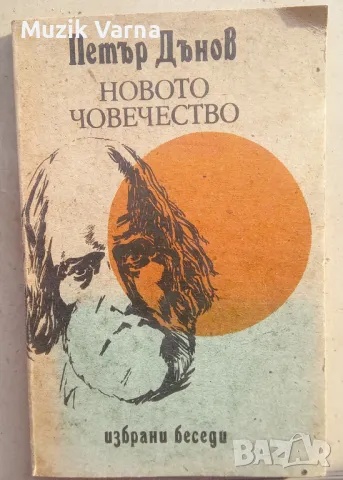 Muzik Varna
Петър Дънов
НОВОТО
ЧОВЕЧЕСТВО
избрани беседи
BAZAR